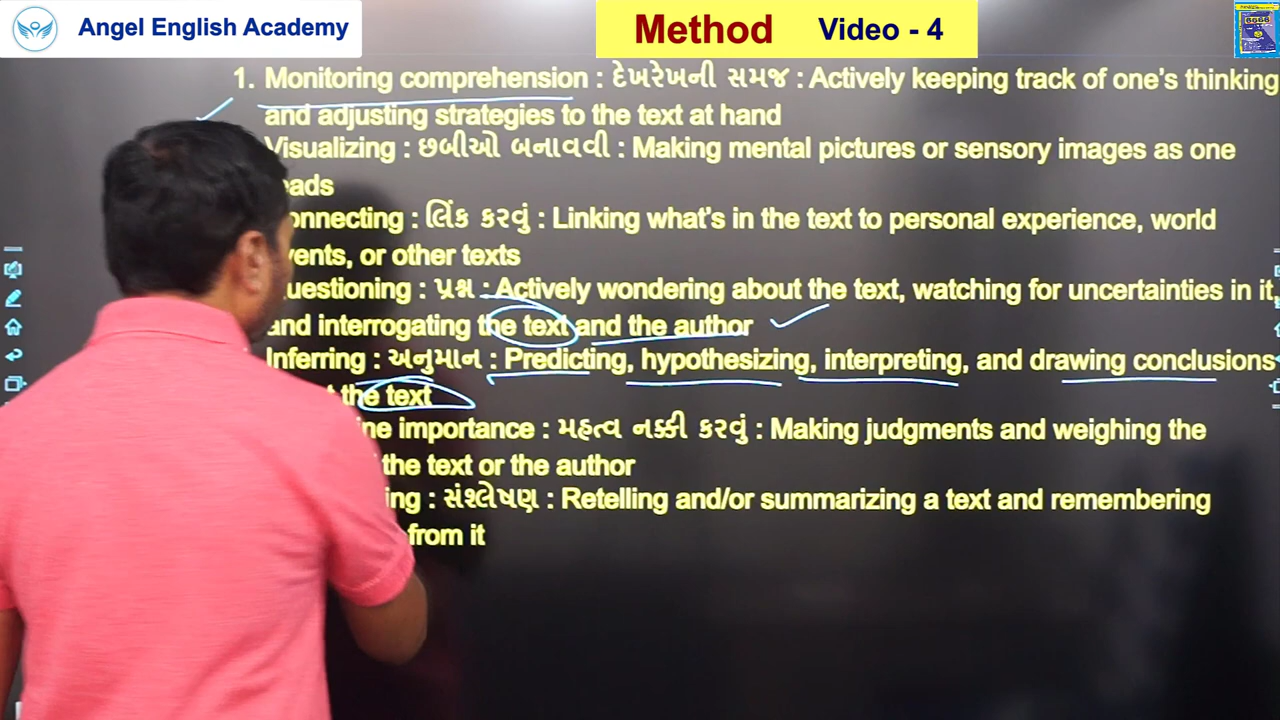 Angel English Academy
Method Video - 4
1. Monitoring comprehension : દેખરેખની સમજ : Actively keeping track of one's thinking
and adjusting strategies to the text at hand
Visualizing : છબીઓ બનાવવી : Making mental pictures or sensory images as one
eads
onnecting : લિંક કરવું : Linking what's in the text to personal experience, world
vents, or other texts
uestioning : પ્રશ્ન : Actively wondering about the text, watching for uncertainties in it,
and interrogating the text and the author
Inferring : અનુમાન : Predicting, hypothesizing, interpreting, and drawing conclusions
t the text
ine importance : મહત્વ નક્કી કરવું : Making judgments and weighing the
the text or the author
ing : સંશ્લેષણ : Retelling and/or summarizing a text and remembering
from it